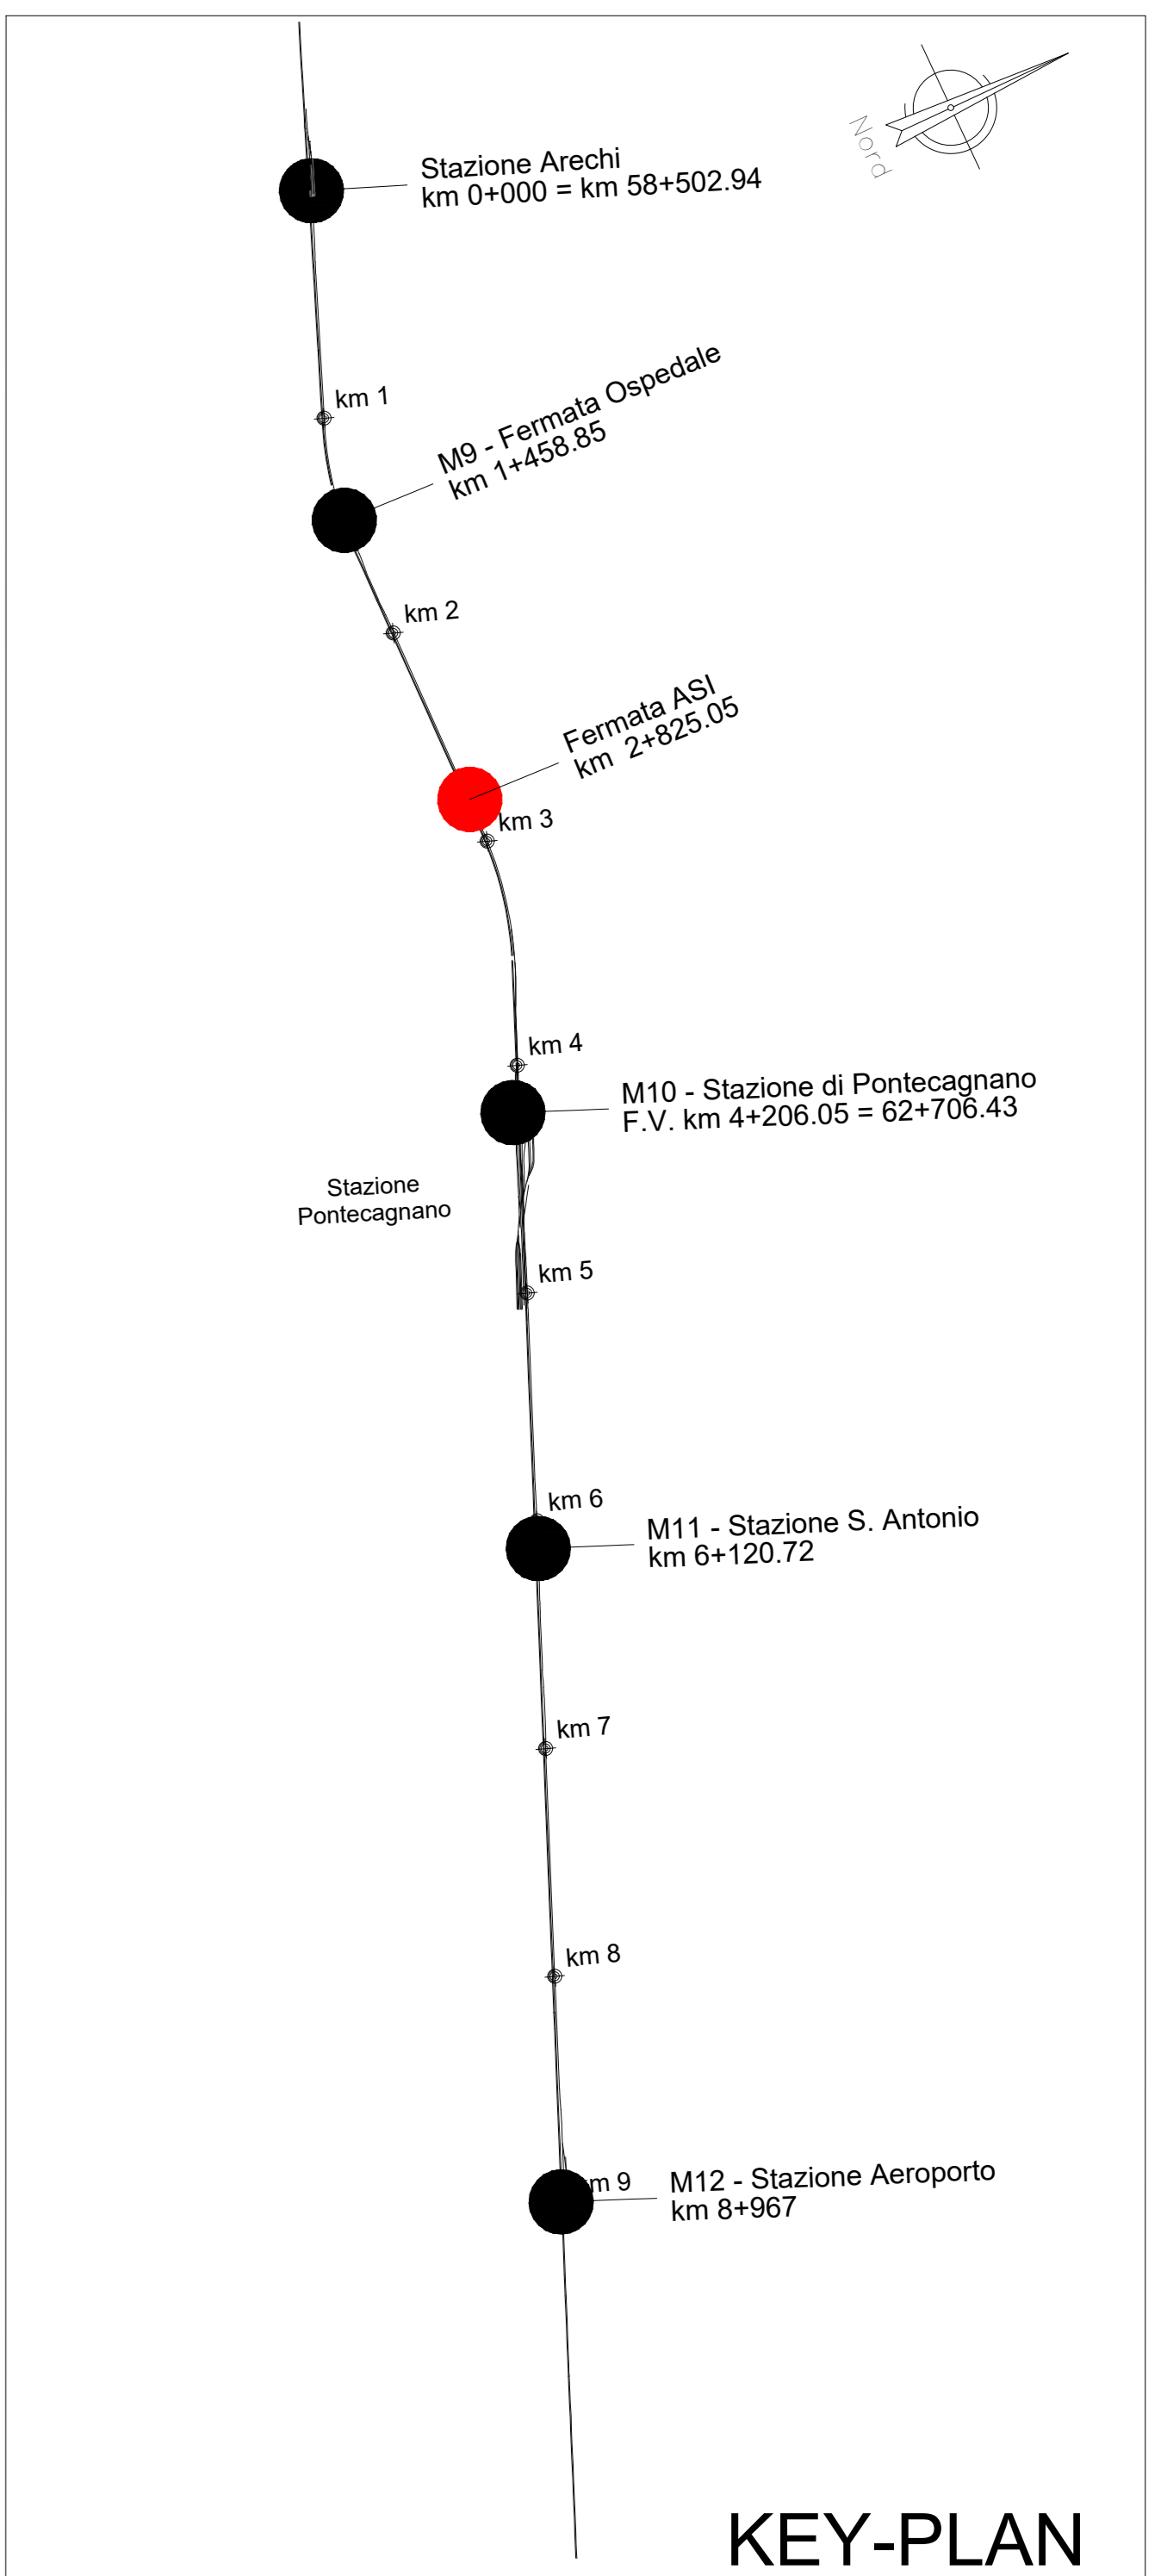 Nord
Stazione Arechi
km 0+000 = km 58+502.94
km 1
M9 - Fermata Ospedale
km 1+458.85
km 2
Fermata ASI
km 2+825.05
km 3
km 4
M10 - Stazione di Pontecagnano
F.V. km 4+206.05 = 62+706.43
Stazione
Pontecagnano
km 5
km 6
M11 - Stazione S. Antonio
km 6+120.72
km 7
km 8
km 9
M12 - Stazione Aeroporto
km 8+967
KEY-PLAN